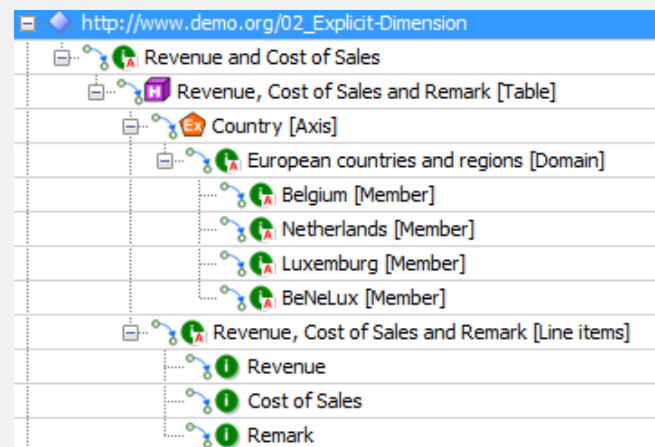 http://www.demo.org/02_Explicit-Dimension
Revenue and Cost of Sales
Revenue, Cost of Sales and Remark [Table]
Country [Axis]
European countries and regions [Domain]
Belgium [Member]
Netherlands [Member]
Luxemburg [Member]
BeNeLux [Member]
Revenue, Cost of Sales and Remark [Line items]
Revenue
Cost of Sales
Remark